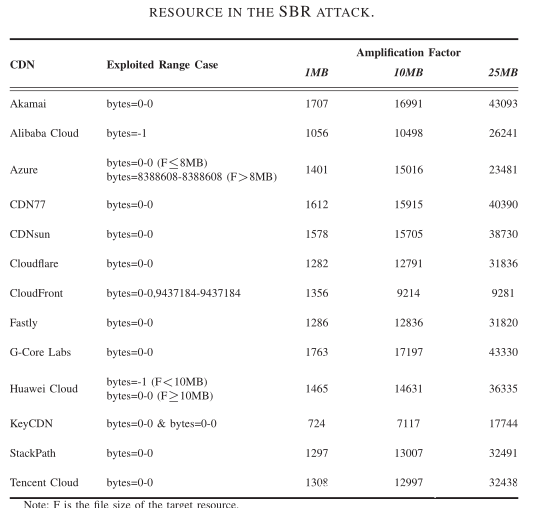 RESOURCE IN THE SBR ATTACK.
CDN Exploited Range Case Amplification Factor
1MB 10MB 25MB
Akamai bytes=0-0 1707 16991 43093
Alibaba Cloud bytes=-1 1056 10498 26241
Azure bytes=0-0 (F≤8MB) 1401 15016 23481
bytes=8388608-8388608 (F>8MB)
CDN77 bytes=0-0 1612 15915 40390
CDNsun bytes=0-0 1578 15705 38730
Cloudflare bytes=0-0 1282 12791 31836
CloudFront bytes=0-0,9437184-9437184 1356 9214 9281
Fastly bytes=0-0 1286 12836 31820
G-Core Labs bytes=0-0 1763 17197 43330
Huawei Cloud bytes=-1 (F<10MB) 1465 14631 36335
bytes=0-0 (F≥10MB)
KeyCDN bytes=0-0 & bytes=0-0 724 7117 17744
StackPath bytes=0-0 1297 13007 32491
Tencent Cloud bytes=0-0 1308 12997 32438
Note: F is the file size of the target resource.